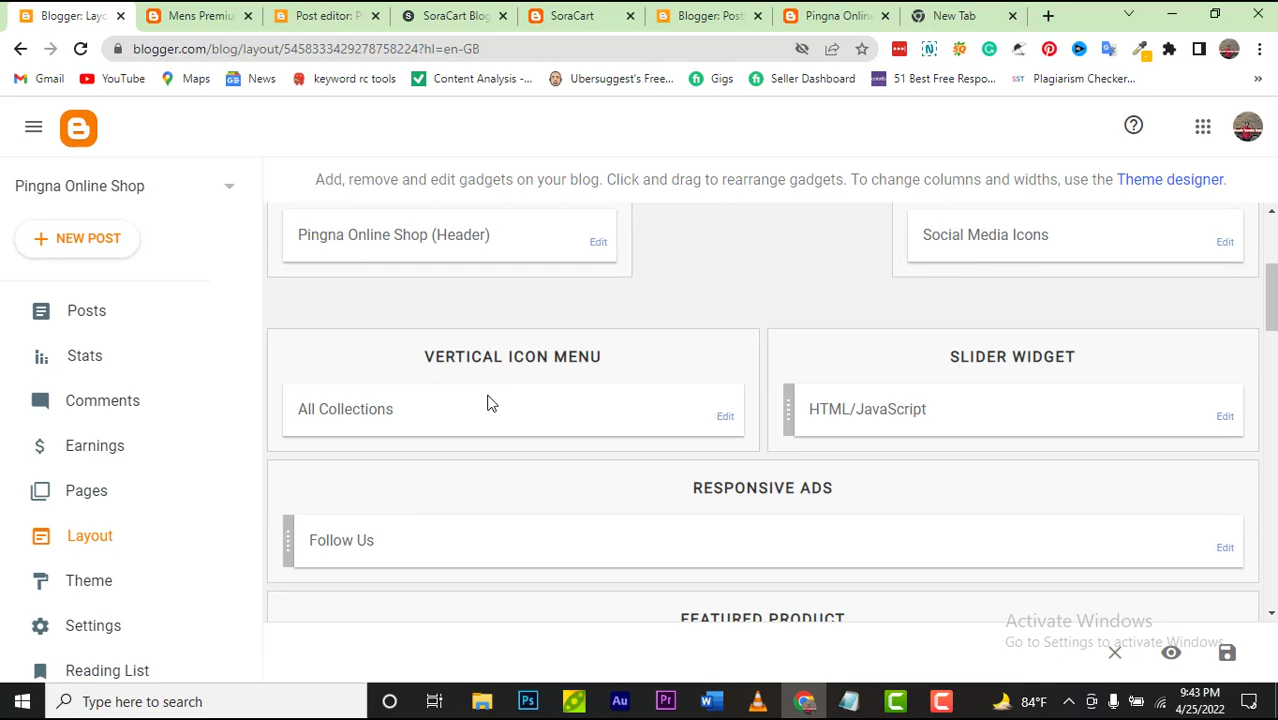 Blogger: Layo
Mens Premiu
Post editor: P
SoraCart Blog
SoraCart
Blogger: Post
Pingna Onlin
New Tab
blogger.com/blog/layout/5458333429278758224?hl=en-GB
Gmail
YouTube
Maps
News
keyword rc tools
Content Analysis -...
Ubersuggest's Free...
Gigs
Seller Dashboard
51 Best Free Respo...
Plagiarism Checker...
Pingna Online Shop
Add, remove and edit gadgets on your blog. Click and drag to rearrange gadgets. To change columns and widths, use the Theme designer.
NEW POST
Pingna Online Shop (Header)
Edit
Social Media Icons
Edit
Posts
Stats
Comments
Earnings
Pages
Layout
Theme
Settings
Reading List
VERTICAL ICON MENU
SLIDER WIDGET
All Collections
Edit
HTML/JavaScript
Edit
RESPONSIVE ADS
Follow Us
Edit
FEATURED PRODUCT
Activate Windows
Go to Settings to activate Windows.
Type here to search
84°F
9:43 PM
4/25/2022